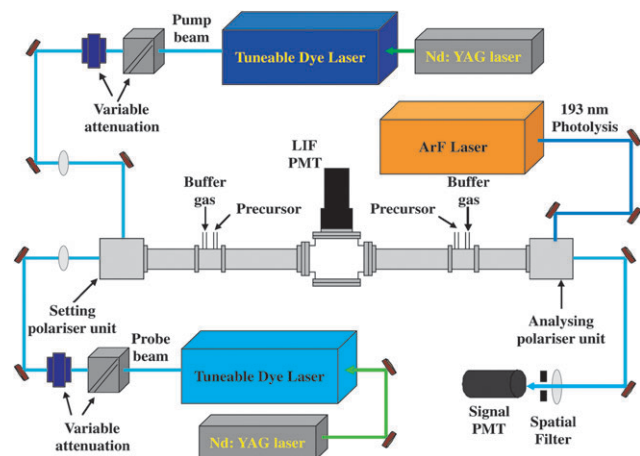 Pump
beam
Tuneable Dye Laser
Nd: YAG laser
Variable
attenuation
193 nm
Photolysis
ArF Laser
LIF
PMT
Buffer
gas
Precursor
Precursor
Buffer
gas
Setting
polariser unit
Analysing
polariser unit
Probe
beam
Tuneable Dye Laser
Variable
attenuation
Nd: YAG laser
Signal
PMT
Spatial
Filter